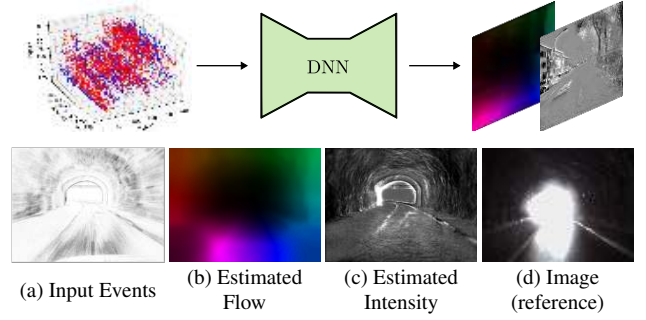 DNN
(a) Input Events
(b) Estimated
Flow
(c) Estimated
Intensity
(d) Image
(reference)